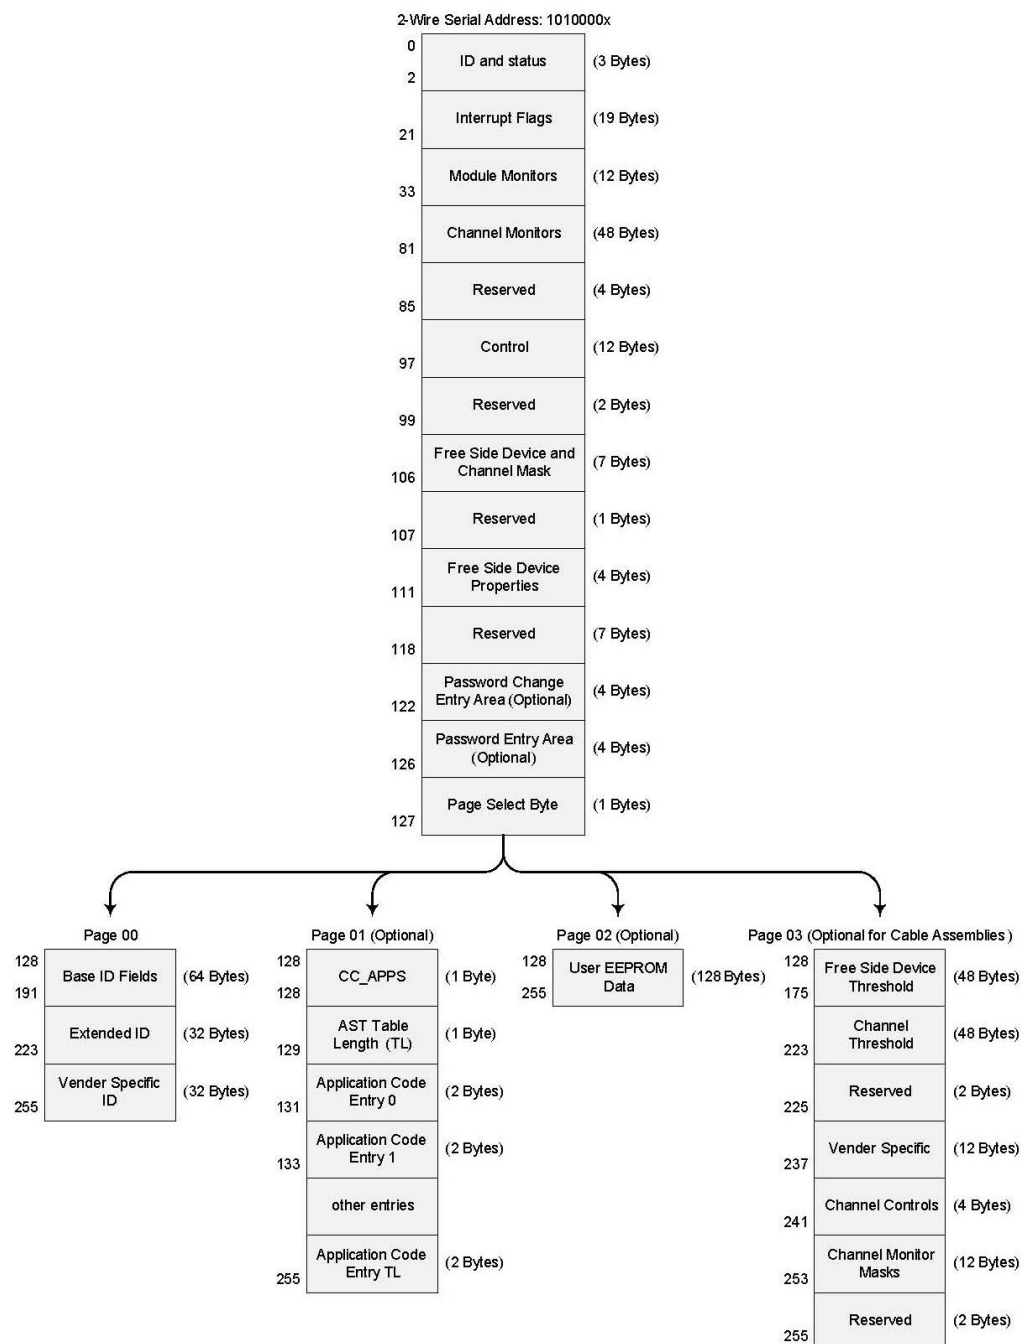 2-Wire Serial Address: 1010000x
0
ID and status
(3 Bytes)
2
Interrupt Flags
(19 Bytes)
21
Module Monitors
(12 Bytes)
33
Channel Monitors
(48 Bytes)
81
Reserved
(4 Bytes)
85
Control
(12 Bytes)
97
Reserved
(2 Bytes)
99
Free Side Device and
Channel Mask
(7 Bytes)
106
Reserved
(1 Bytes)
107
Free Side Device
Properties
(4 Bytes)
111
Reserved
(7 Bytes)
118
Password Change
Entry Area (Optional)
(4 Bytes)
122
Password Entry Area
(Optional)
(4 Bytes)
126
Page Select Byte
(1 Bytes)
127
Page 00
128
Base ID Fields
(64 Bytes)
191
Extended ID
(32 Bytes)
223
Vender Specific
ID
(32 Bytes)
255
Page 01 (Optional)
128
CC_APPS
(1 Byte)
128
AST Table
Length (TL)
(1 Byte)
129
Application Code
Entry 0
(2 Bytes)
131
Application Code
Entry 1
(2 Bytes)
133
other entries
Application Code
Entry TL
(2 Bytes)
255
Page 02 (Optional)
128
User EEPROM
Data
(128 Bytes)
255
Page 03 (Optional for Cable Assemblies )
128
Free Side Device
Threshold
(48 Bytes)
175
Channel
Threshold
(48 Bytes)
223
Reserved
(2 Bytes)
225
Vender Specific
(12 Bytes)
237
Channel Controls
(4 Bytes)
241
Channel Monitor
Masks
(12 Bytes)
253
Reserved
(2 Bytes)
255